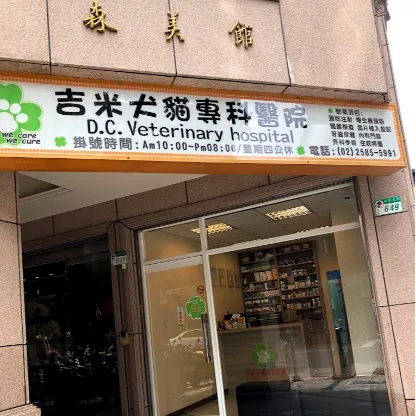 森美館
吉米犬貓專科醫院
D.C. Veterinary hospital
we care
we cure
掛號時間：Am10:00~Pm08:00/星期四公休
電話：(02)2585-5991
649